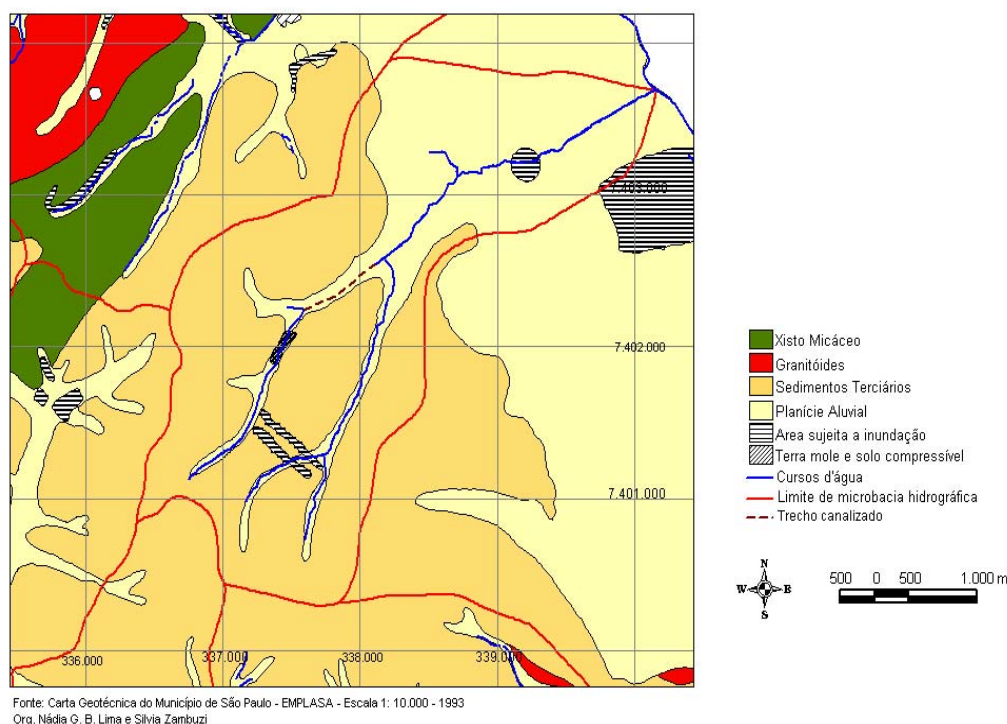 7.403.000
7.402.000
7.401.000
336.000
337.000
338.000
339.000
Xisto Micáceo
Granitóides
Sedimentos Terciários
Planície Aluvial
Área sujeita a inundação
Terra mole e solo compressível
Cursos d'água
Limite de microbacia hidrográfica
Trecho canalizado
N
W E
S
500 0 500 1.000 m
Fonte: Carta Geotécnica do Município de São Paulo - EMPLASA - Escala 1: 10.000 - 1993
Org. Nádia G. B. Lima e Silvia Zambuzi